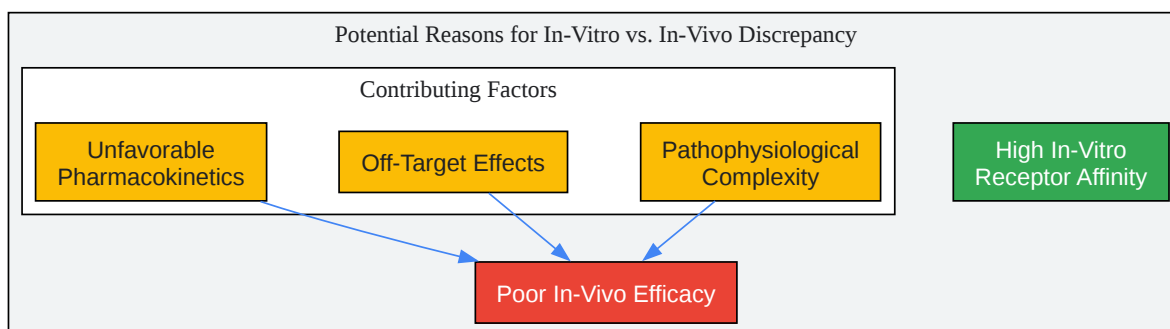 Potential Reasons for In-Vitro vs. In-Vivo Discrepancy
Contributing Factors
Unfavorable
Pharmacokinetics
Off-Target Effects
Pathophysiological
Complexity
High In-Vitro
Receptor Affinity
Poor In-Vivo Efficacy